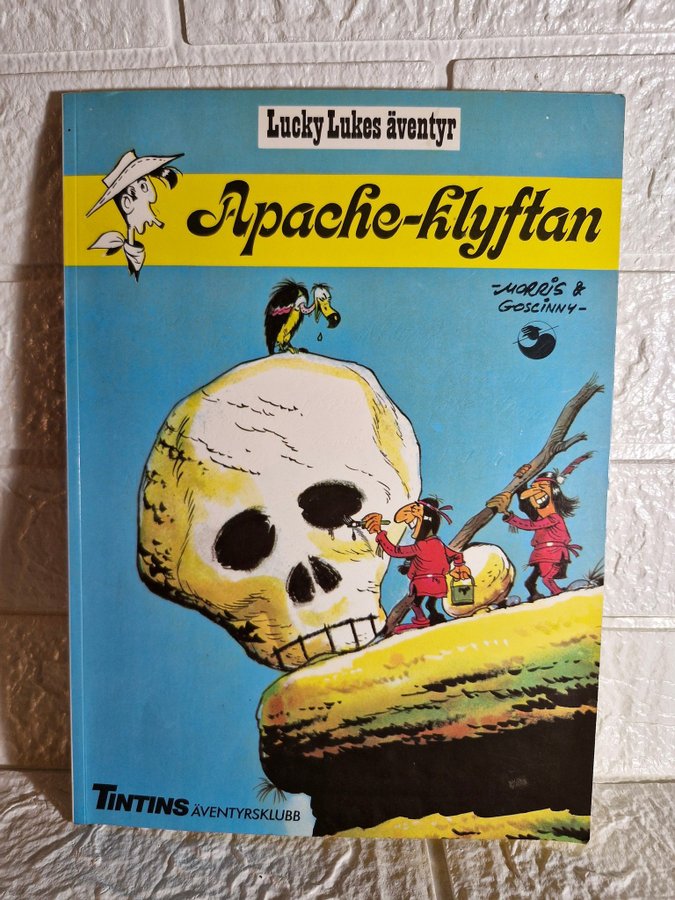 Lucky Lukes äventyr
Apache-klyftan
-MORRIS &
GOSCINNY-
TINTINS ÄVENTYRSKLUBB